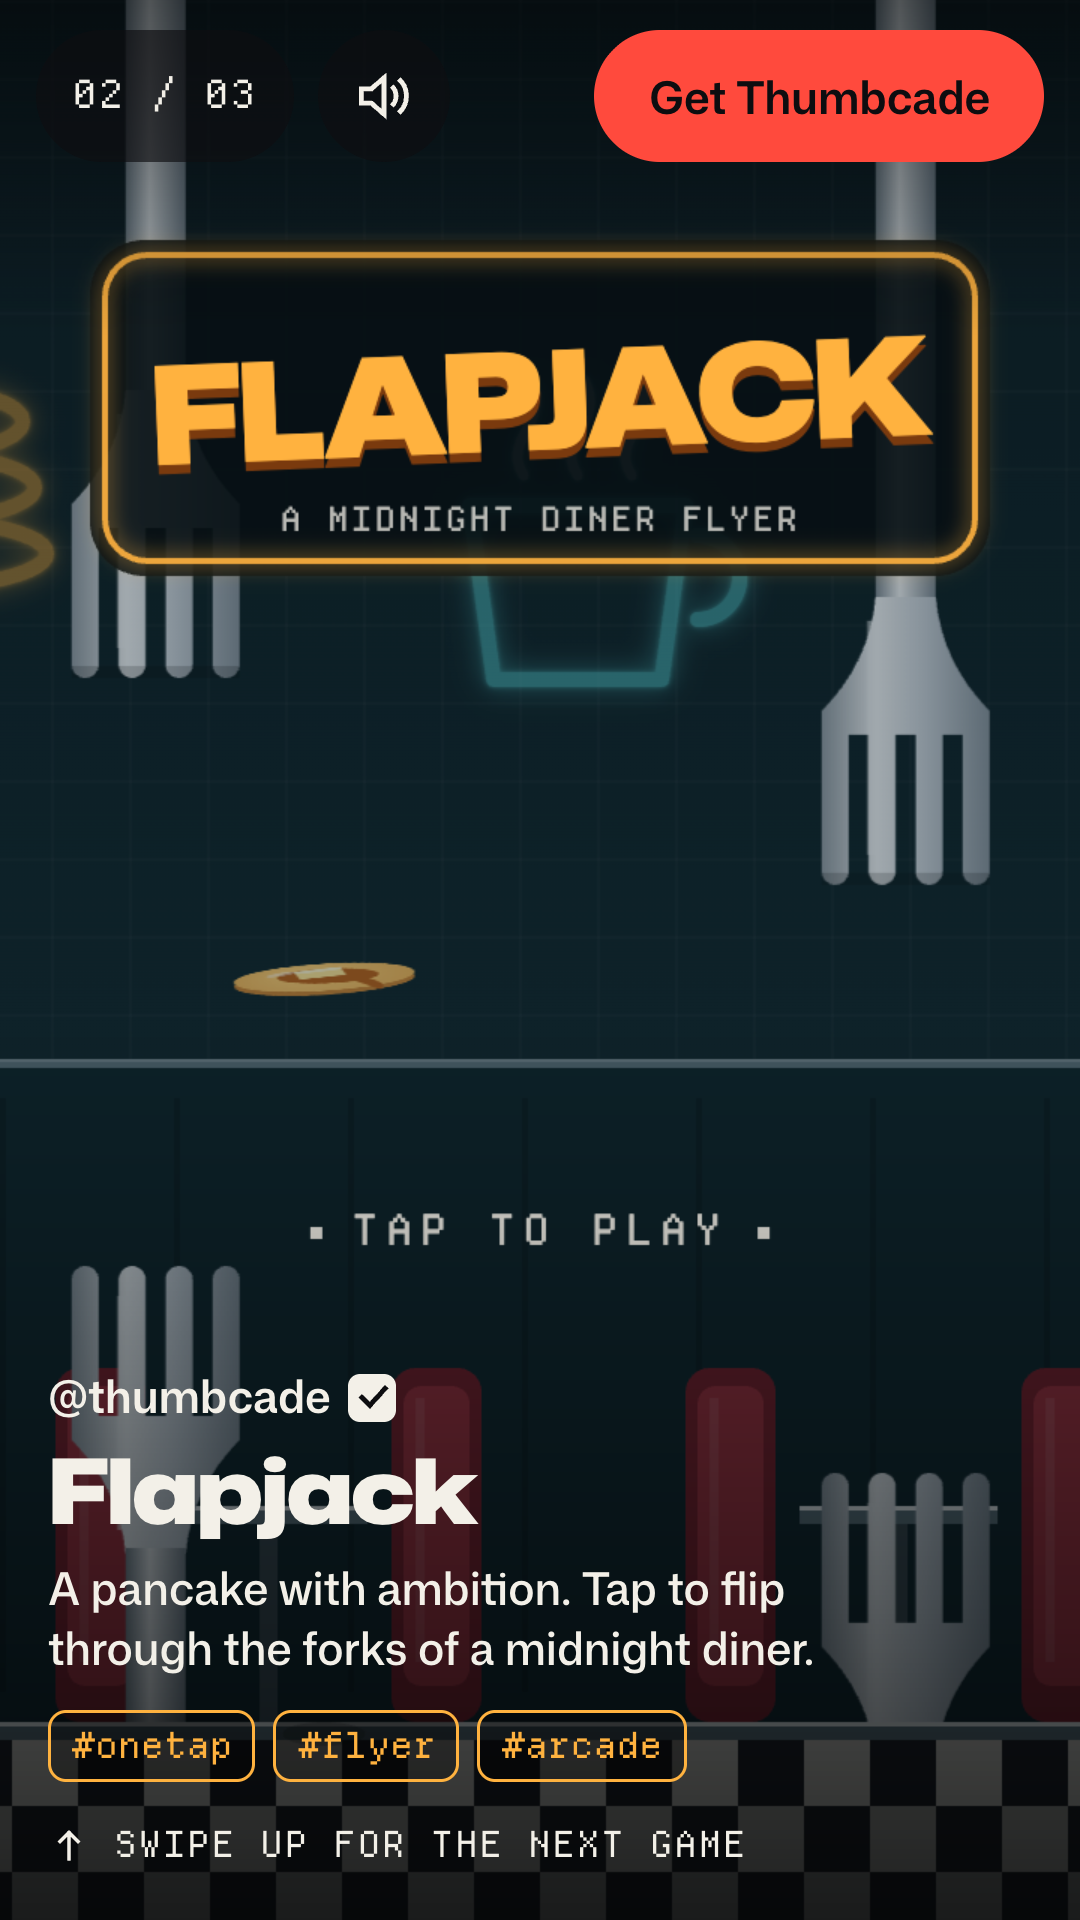 02 / 03
Get Thumbcade
FLAPJACK
A MIDNIGHT DINER FLYER
▪ TAP TO PLAY ▪
@thumbcade
Flapjack
A pancake with ambition. Tap to flip
through the forks of a midnight diner.
#onetap #flyer #arcade
↑ SWIPE UP FOR THE NEXT GAME